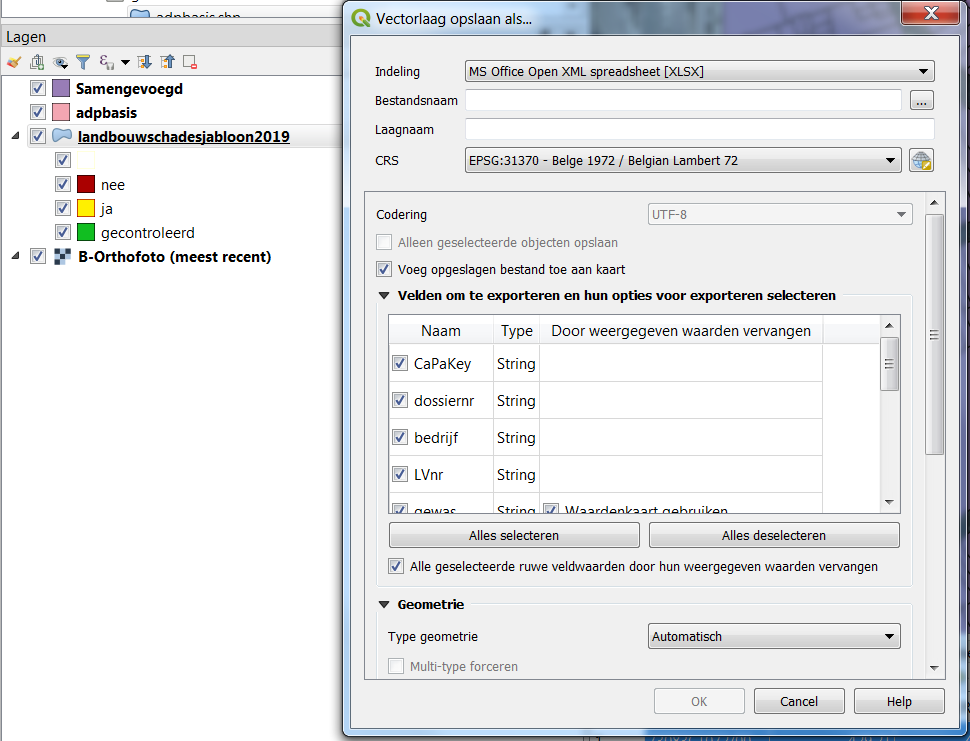 adpbasis.shp
Lagen
Samengevoegd
adpbasis
landbouwschadesjabloon2019
nee
ja
gecontroleerd
B-Orthofoto (meest recent)
Vectorlaag opslaan als...
Indeling MS Office Open XML spreadsheet [XLSX]
Bestandsnaam ...
Laagnaam
CRS EPSG:31370 - Belge 1972 / Belgian Lambert 72
Codering UTF-8
Alleen geselecteerde objecten opslaan
Voeg opgeslagen bestand toe aan kaart
Velden om te exporteren en hun opties voor exporteren selecteren
Naam Type Door weergegeven waarden vervangen
CaPaKey String
dossiernr String
bedrijf String
LVnr String
gewas String Waardenkaart gebruiken
Alles selecteren Alles deselecteren
Alle geselecteerde ruwe veldwaarden door hun weergegeven waarden vervangen
Geometrie
Type geometrie Automatisch
Multi-type forceren
OK Cancel Help